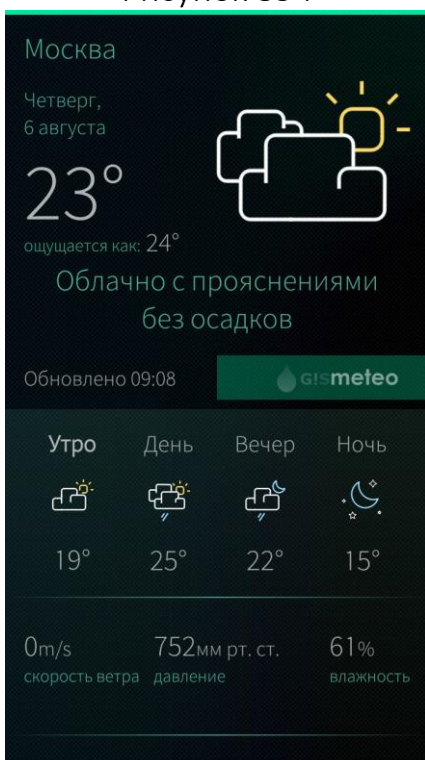 Москва
Четверг,
6 августа
23°
ощущается как: 24°
Облачно с прояснениями
без осадков
Обновлено 09:08
GISmeteo
Утро День Вечер Ночь
19° 25° 22° 15°
0m/s 752мм рт. ст. 61%
скорость ветра давление влажность